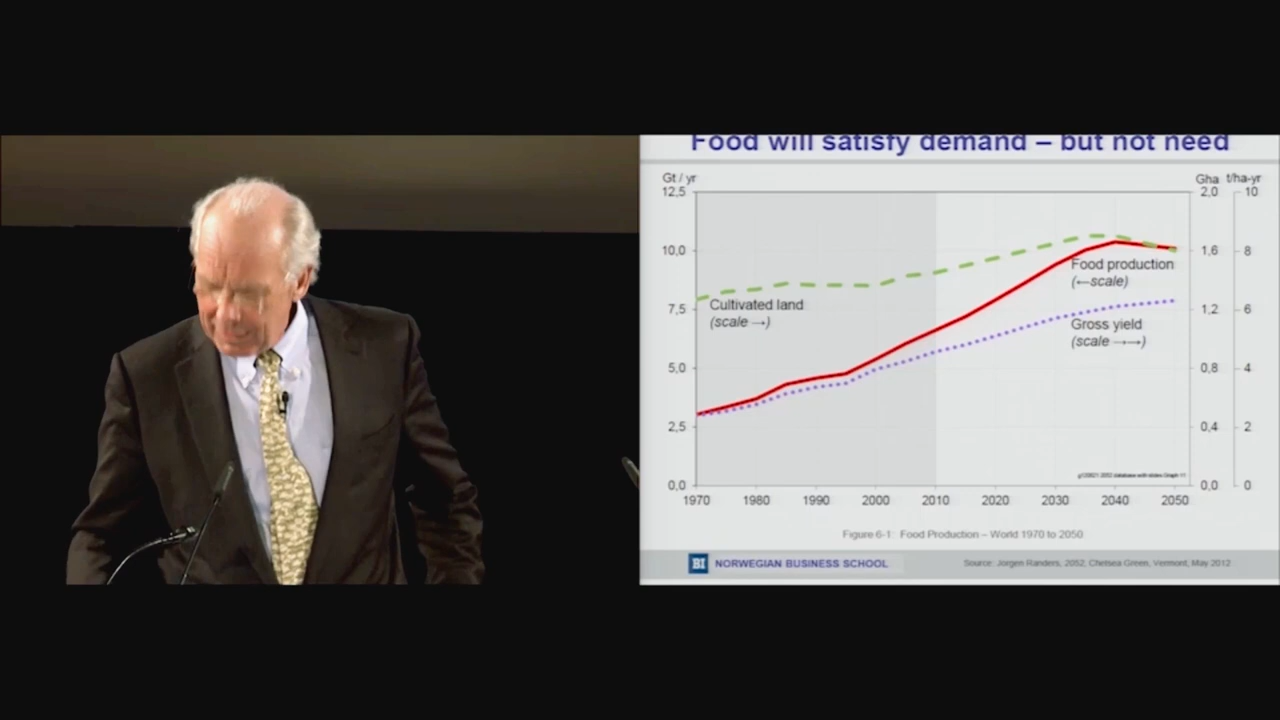 Food will satisfy demand – but not need
Gt / yr
Gha
t/ha-yr
12,5
10,0
7,5
5,0
2,5
0,0
2,0
1,6
1,2
0,8
0,4
0,0
10
8
6
4
2
0
Cultivated land
(scale →)
Food production
(←scale)
Gross yield
(scale →→)
1970 1980 1990 2000 2010 2020 2030 2040 2050
Figure 6-1: Food Production – World 1970 to 2050
BI NORWEGIAN BUSINESS SCHOOL
Source: Jorgen Randers, 2052, Chelsea Green, Vermont, May 2012